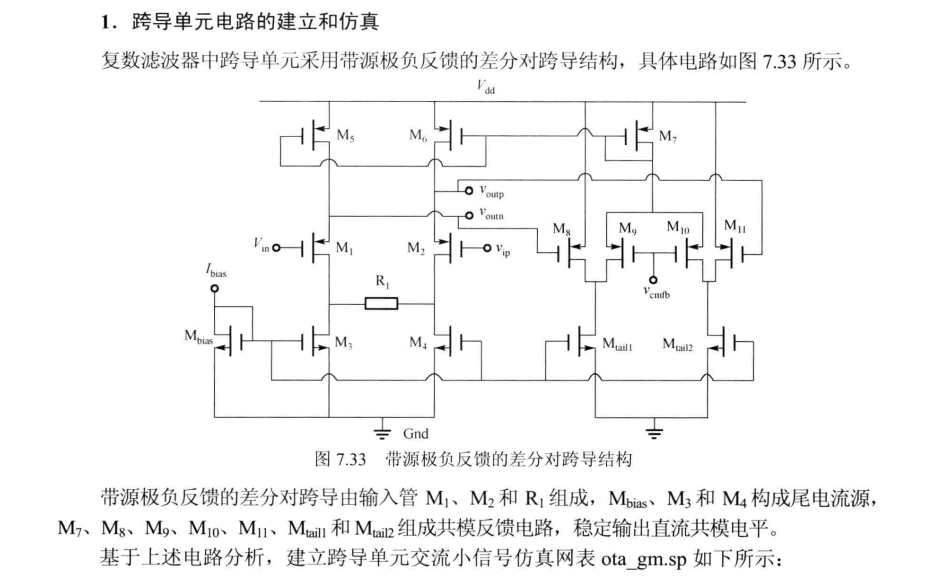 1．跨导单元电路的建立和仿真
复数滤波器中跨导单元采用带源极负反馈的差分对跨导结构，具体电路如图 7.33 所示。
Vdd
M5
M6
M7
voutp
voutn
Vin
M1
M2
vip
M8
M9
M10
M11
Ibias
R1
vcmfb
Mbias
M3
M4
Mtail1
Mtail2
Gnd
图 7.33 带源极负反馈的差分对跨导结构
带源极负反馈的差分对跨导由输入管 M1、M2 和 R1 组成，Mbias、M3 和 M4 构成尾电流源，
M7、M8、M9、M10、M11、Mtail1 和 Mtail2 组成共模反馈电路，稳定输出直流共模电平。
基于上述电路分析，建立跨导单元交流小信号仿真网表 ota_gm.sp 如下所示：